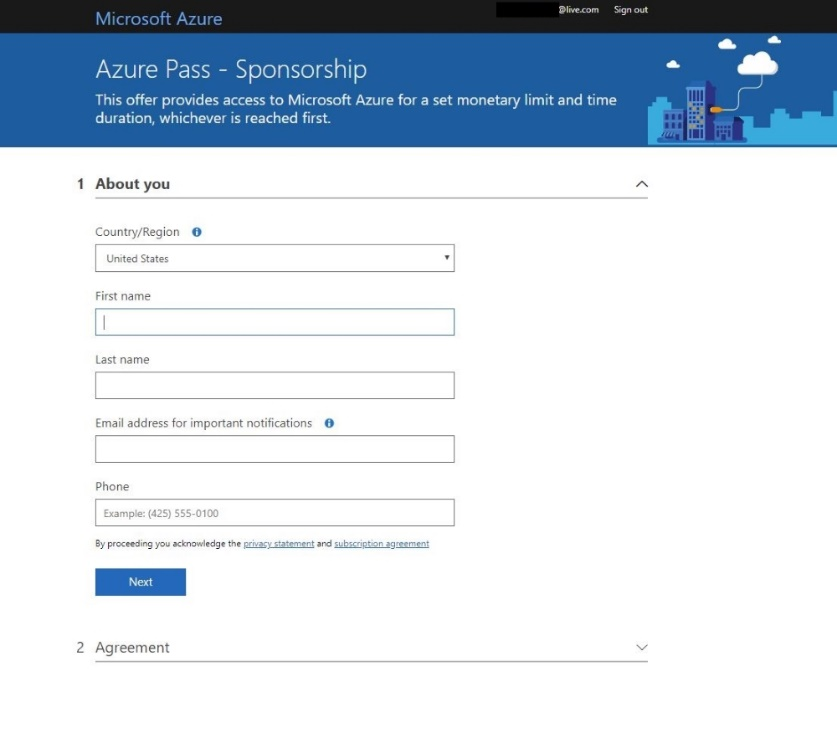 Microsoft Azure
@live.com Sign out
Azure Pass - Sponsorship
This offer provides access to Microsoft Azure for a set monetary limit and time
duration, whichever is reached first.
1 About you
Country/Region
United States
First name
Last name
Email address for important notifications
Phone
Example: (425) 555-0100
By proceeding you acknowledge the privacy statement and subscription agreement
Next
2 Agreement